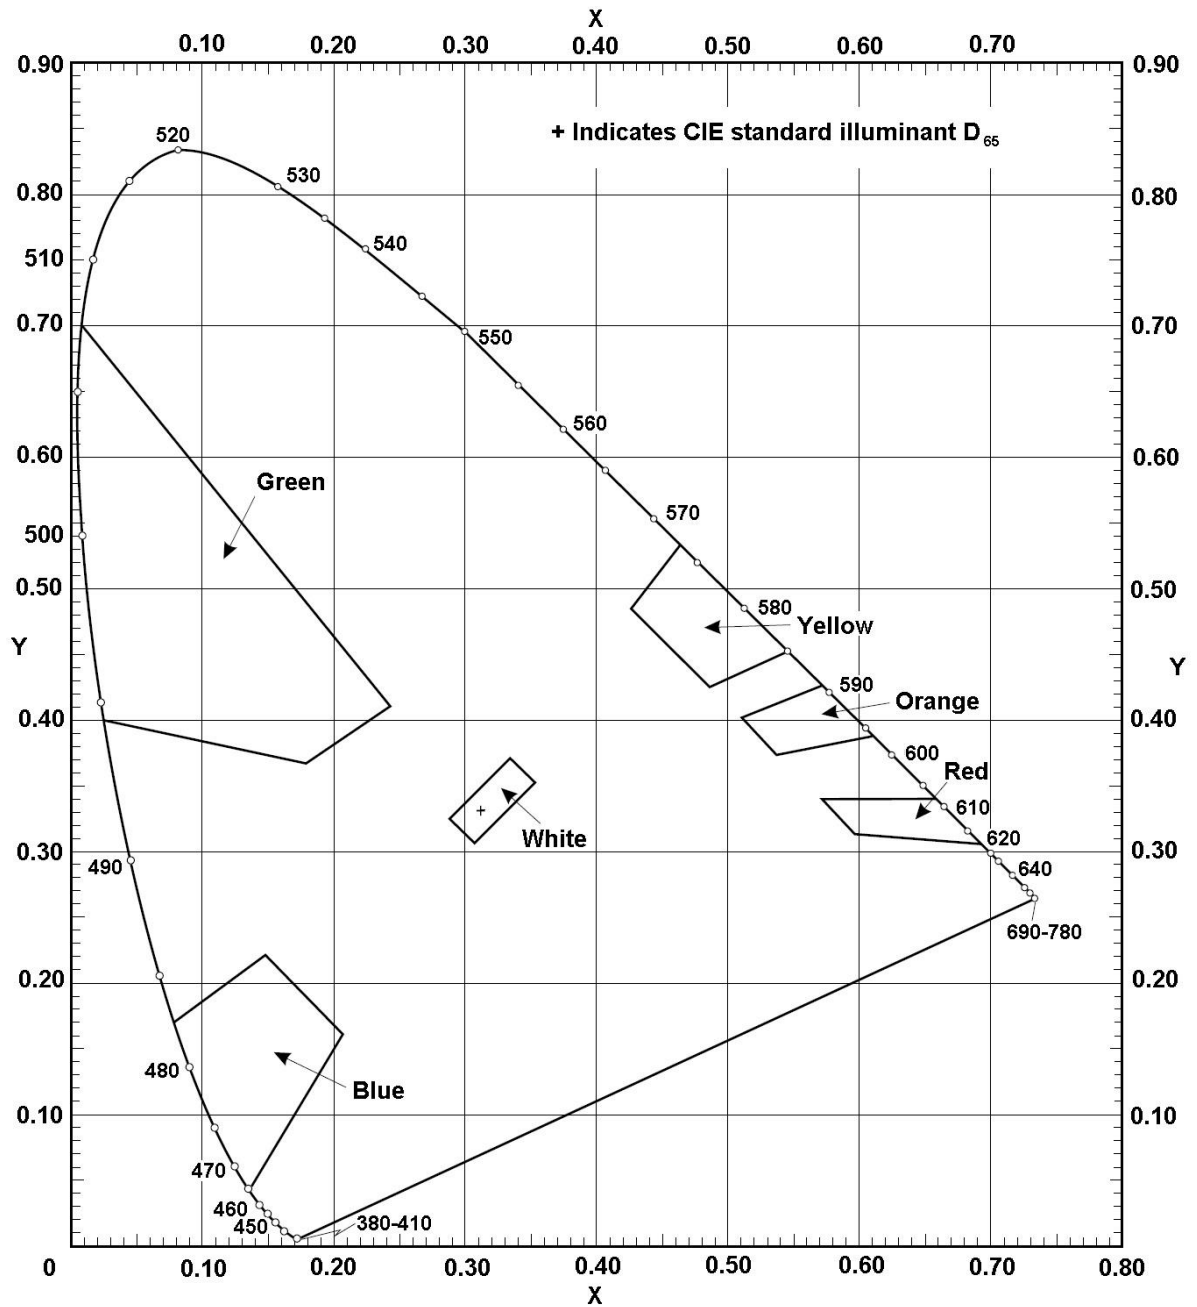 X
0.10 0.20 0.30 0.40 0.50 0.60 0.70
0.90 0.90
+ Indicates CIE standard illuminant D65
520
530
0.80 0.80
540
510
0.70 0.70
550
560
0.60 0.60
Green
570
500
0.50 0.50
580
Yellow
Y Y
590
Orange
0.40 0.40
600
Red
610
White
620
0.30 0.30
490 640
690-780
0.20 0.20
480
Blue
0.10 0.10
470
460
450 380-410
0 0.10 0.20 0.30 0.40 0.50 0.60 0.70 0.80
X